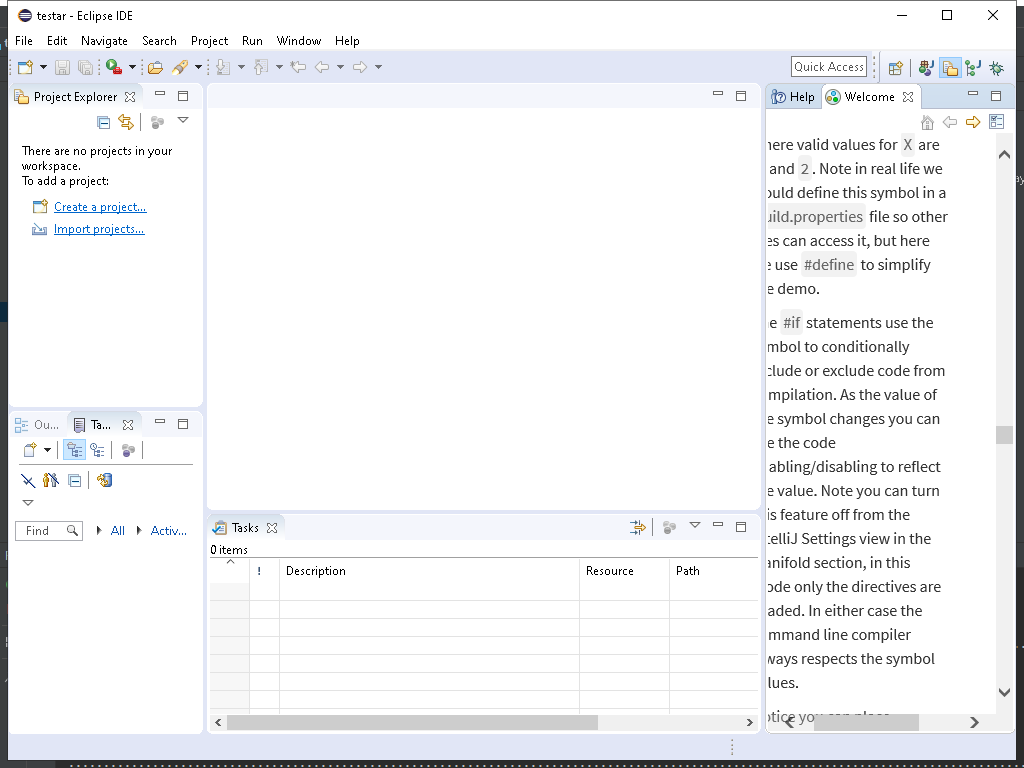 testar - Eclipse IDE
File Edit Navigate Search Project Run Window Help
Quick Access
Project Explorer
There are no projects in your
workspace.
To add a project:
Create a project...
Import projects...
Ou...
Ta...
Find
All
Activ...
Tasks
0 items
! Description Resource Path
Help
Welcome
here valid values for X are
and 2. Note in real life we
ould define this symbol in a
uild.properties file so other
es can access it, but here
e use #define to simplify
e demo.
e #if statements use the
mbol to conditionally
clude or exclude code from
mpilation. As the value of
e symbol changes you can
e the code
abling/disabling to reflect
e value. Note you can turn
is feature off from the
telliJ Settings view in the
anifold section, in this
ode only the directives are
aded. In either case the
mmand line compiler
ways respects the symbol
lues.
otice you can place